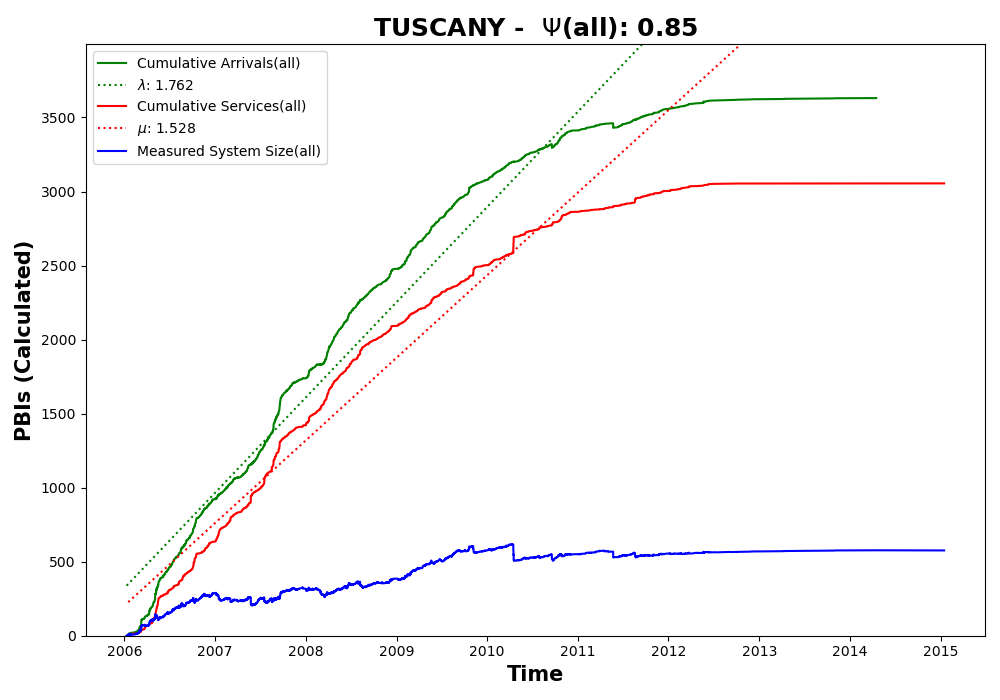 TUSCANY - Ψ(all): 0.85
Cumulative Arrivals(all)
λ: 1.762
Cumulative Services(all)
μ: 1.528
Measured System Size(all)
PBIs (Calculated)
3500
3000
2500
2000
1500
1000
500
0
2006 2007 2008 2009 2010 2011 2012 2013 2014 2015
Time